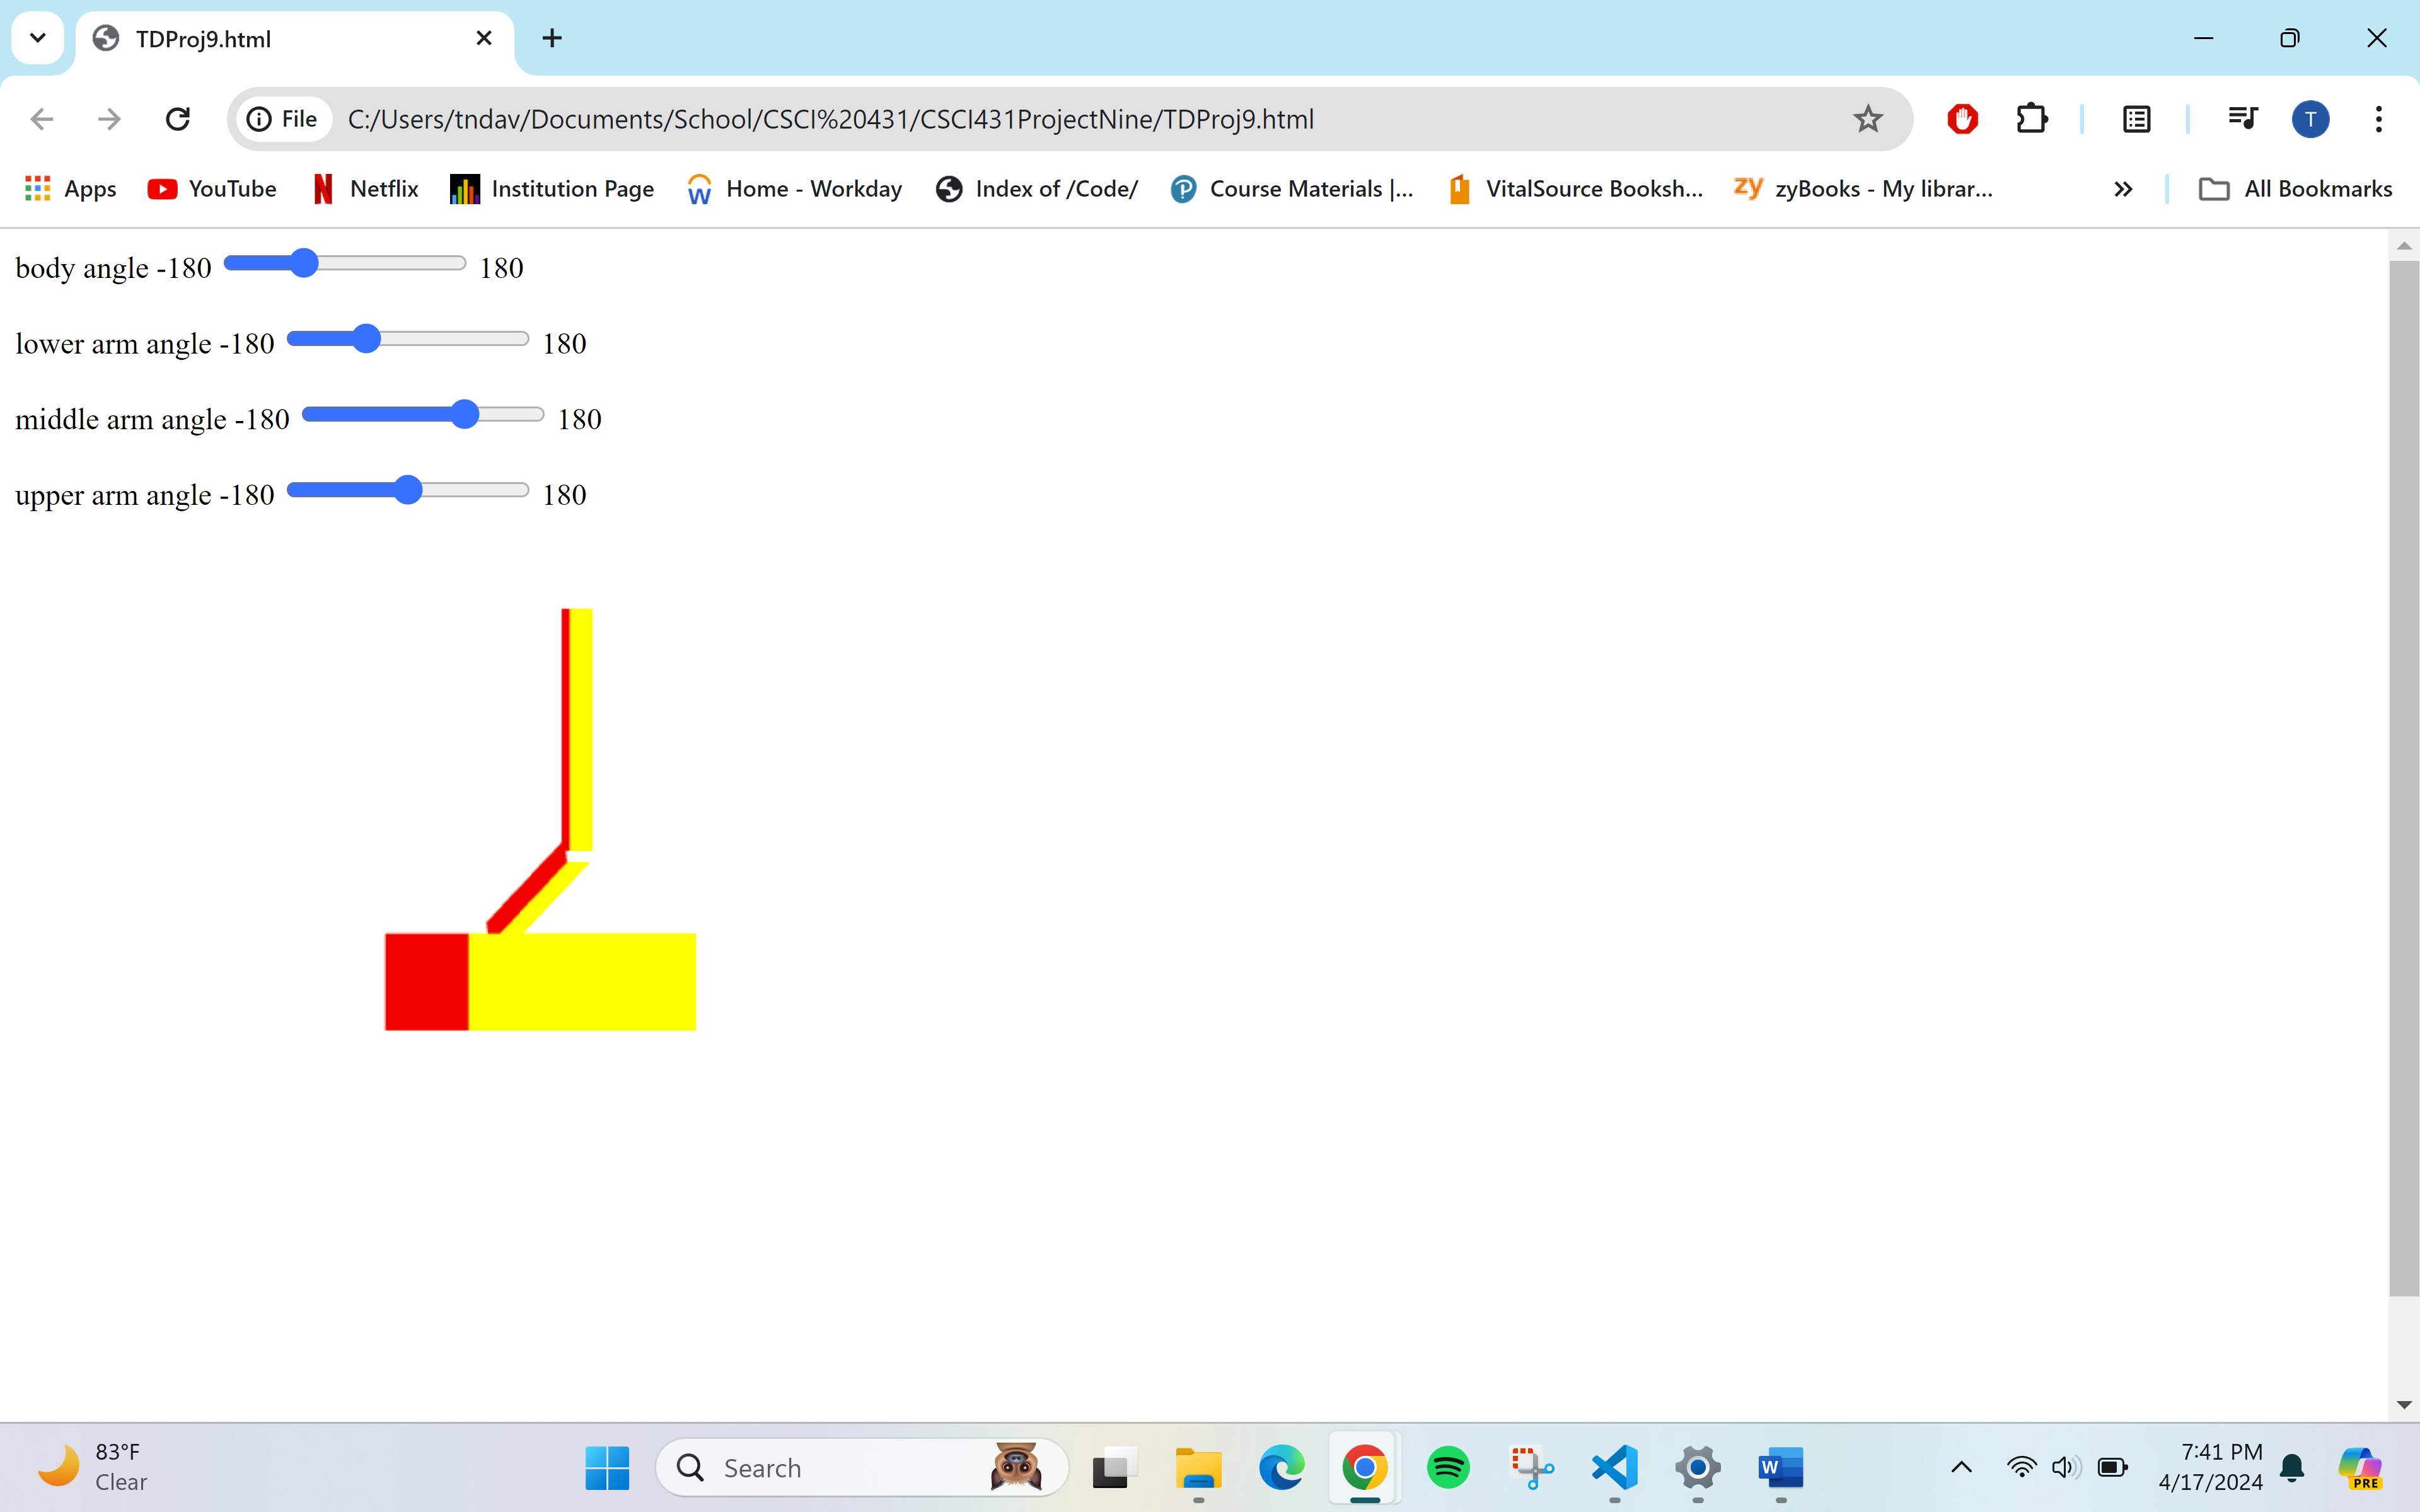 TDProj9.html
File C:/Users/tndav/Documents/School/CSCI%20431/CSCI431ProjectNine/TDProj9.html T
Apps YouTube Netflix Institution Page Home - Workday Index of /Code/ Course Materials |... VitalSource Booksh... zyBooks - My librar... All Bookmarks
body angle -180 180
lower arm angle -180 180
middle arm angle -180 180
upper arm angle -180 180
83°F
Clear
Search
7:41 PM
4/17/2024
PRE